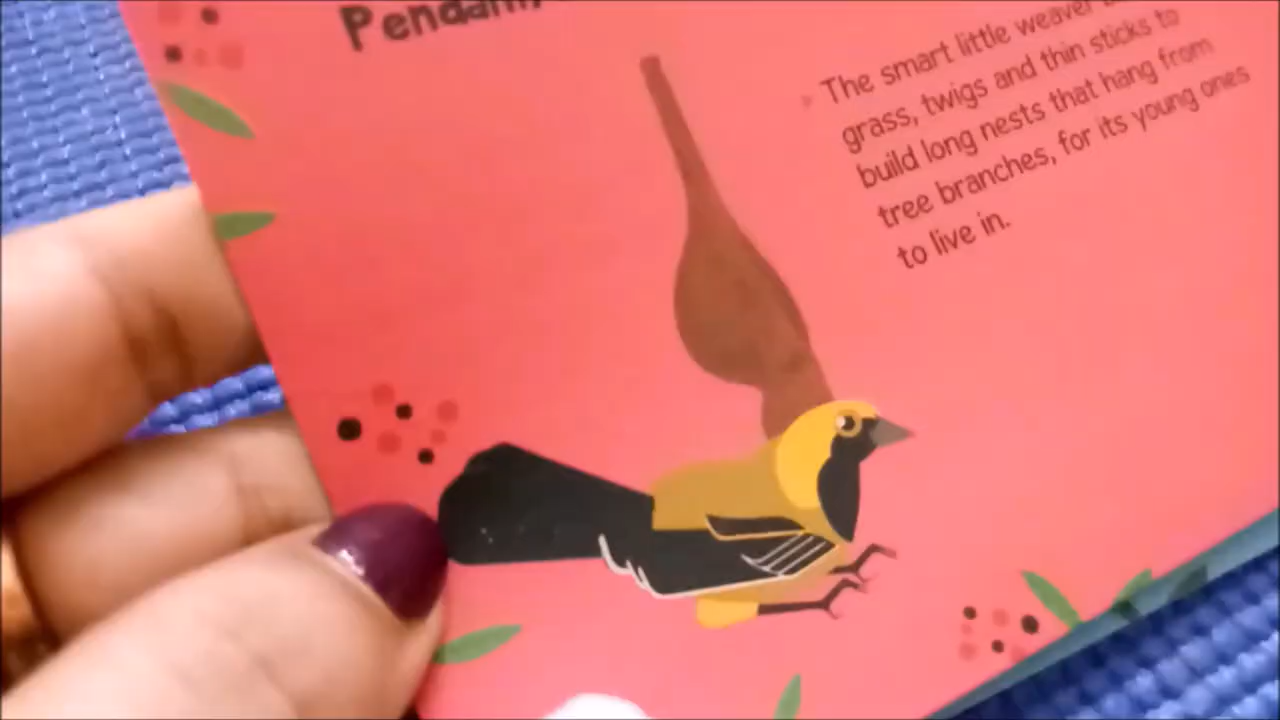 The smart little weaver
grass, twigs and thin sticks to
build long nests that hang from
tree branches, for its young ones
to live in.